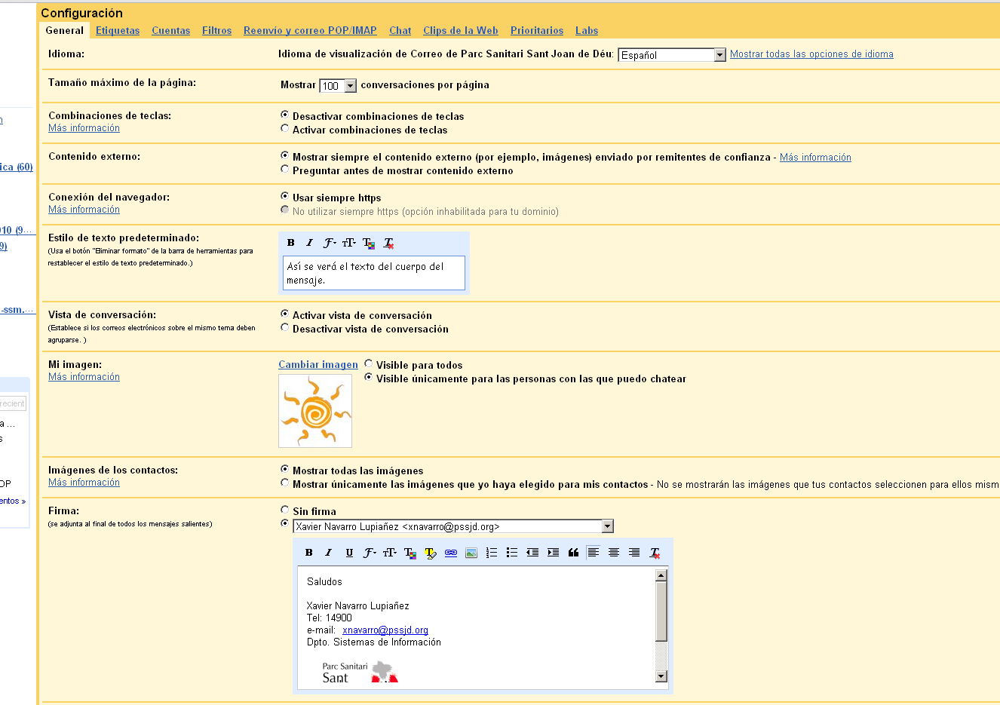 Configuración
General Etiquetas Cuentas Filtros Reenvío y correo POP/IMAP Chat Clips de la Web Prioritarios Labs
Idioma: Idioma de visualización de Correo de Parc Sanitari Sant Joan de Déu: Español Mostrar todas las opciones de idioma
Tamaño máximo de la página: Mostrar 100 conversaciones por página
Combinaciones de teclas: Desactivar combinaciones de teclas
Más información Activar combinaciones de teclas
Contenido externo: Mostrar siempre el contenido externo (por ejemplo, imágenes) enviado por remitentes de confianza - Más información
Preguntar antes de mostrar contenido externo
ica (60)
Conexión del navegador: Usar siempre https
Más información No utilizar siempre https (opción inhabilitada para tu dominio)
010 (9...
9)
Estilo de texto predeterminado:
(Usa el botón "Eliminar formato" de la barra de herramientas para
restablecer el estilo de texto predeterminado.)
B I F TT T T
Así se verá el texto del cuerpo del
mensaje.
-ssm....
Vista de conversación: Activar vista de conversación
(Establece si los correos electrónicos sobre el mismo tema deben
agruparse. ) Desactivar vista de conversación
Mi imagen: Cambiar imagen Visible para todos
Más información Visible únicamente para las personas con las que puedo chatear
recient
a ...
s
OP
entos »
Imágenes de los contactos: Mostrar todas las imágenes
Más información Mostrar únicamente las imágenes que yo haya elegido para mis contactos - No se mostrarán las imágenes que tus contactos seleccionen para ellos mism
Firma: Sin firma
(se adjunta al final de todos los mensajes salientes) Xavier Navarro Lupiañez <xnavarro@pssjd.org>
B I U F TT T T T
Saludos
Xavier Navarro Lupiañez
Tel: 14900
e-mail: xnavarro@pssjd.org
Dpto. Sistemas de Información
Parc Sanitari
Sant